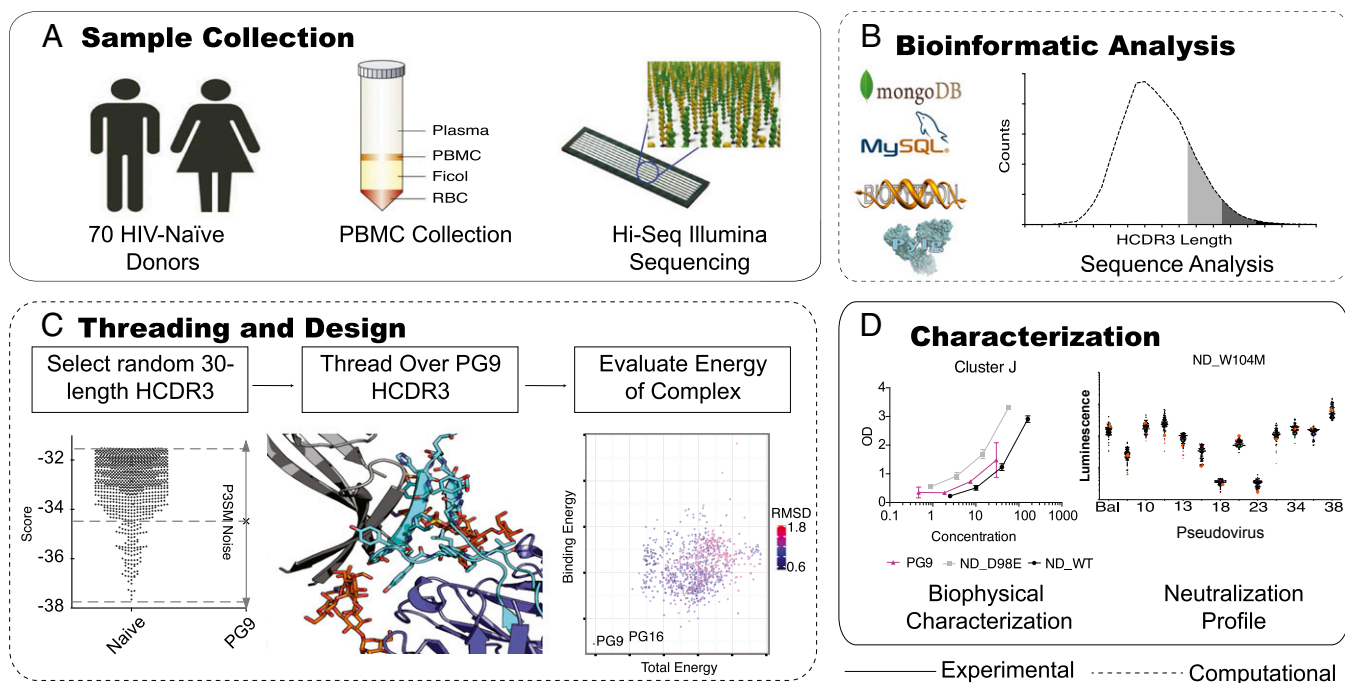 A Sample Collection
Plasma
PBMC
Ficol
RBC
70 HIV-Naïve
Donors
PBMC Collection
Hi-Seq Illumina
Sequencing
B Bioinformatic Analysis
mongoDB
MySQL®
BIOPYTHON
PyIg
Counts
HCDR3 Length
Sequence Analysis
C Threading and Design
Select random 30-
length HCDR3
Thread Over PG9
HCDR3
Evaluate Energy
of Complex
-32
-34
-36
-38
Score
Naive
PG9
P3SM Noise
Binding Energy
Total Energy
PG9
PG16
RMSD
1.8
0.6
D Characterization
Cluster J
OD
4
3
2
1
0
0.1 1 10 100 1000
Concentration
PG9 ND_D98E ND_WT
Biophysical
Characterization
ND_W104M
Luminescence
Bal 10 13 18 23 34 38
Pseudovirus
Neutralization
Profile
Experimental
Computational